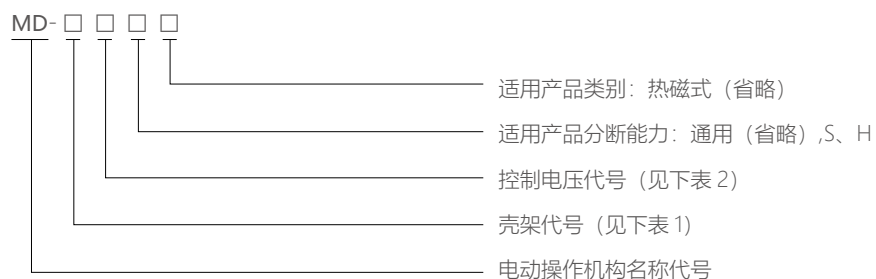 MD-□ □ □ □
适用产品类别：热磁式（省略）
适用产品分断能力：通用（省略）,S、H
控制电压代号（见下表 2）
壳架代号（见下表 1）
电动操作机构名称代号